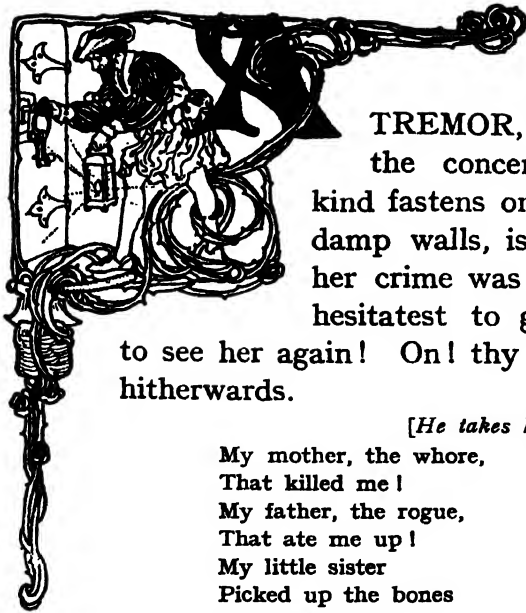 A TREMOR,
the concer
kind fastens on
damp walls, is
her crime was
hesitatest to g
to see her again! On! thy
hitherwards.
[He takes
My mother, the whore,
That killed me!
My father, the rogue,
That ate me up!
My little sister
Picked up the bones